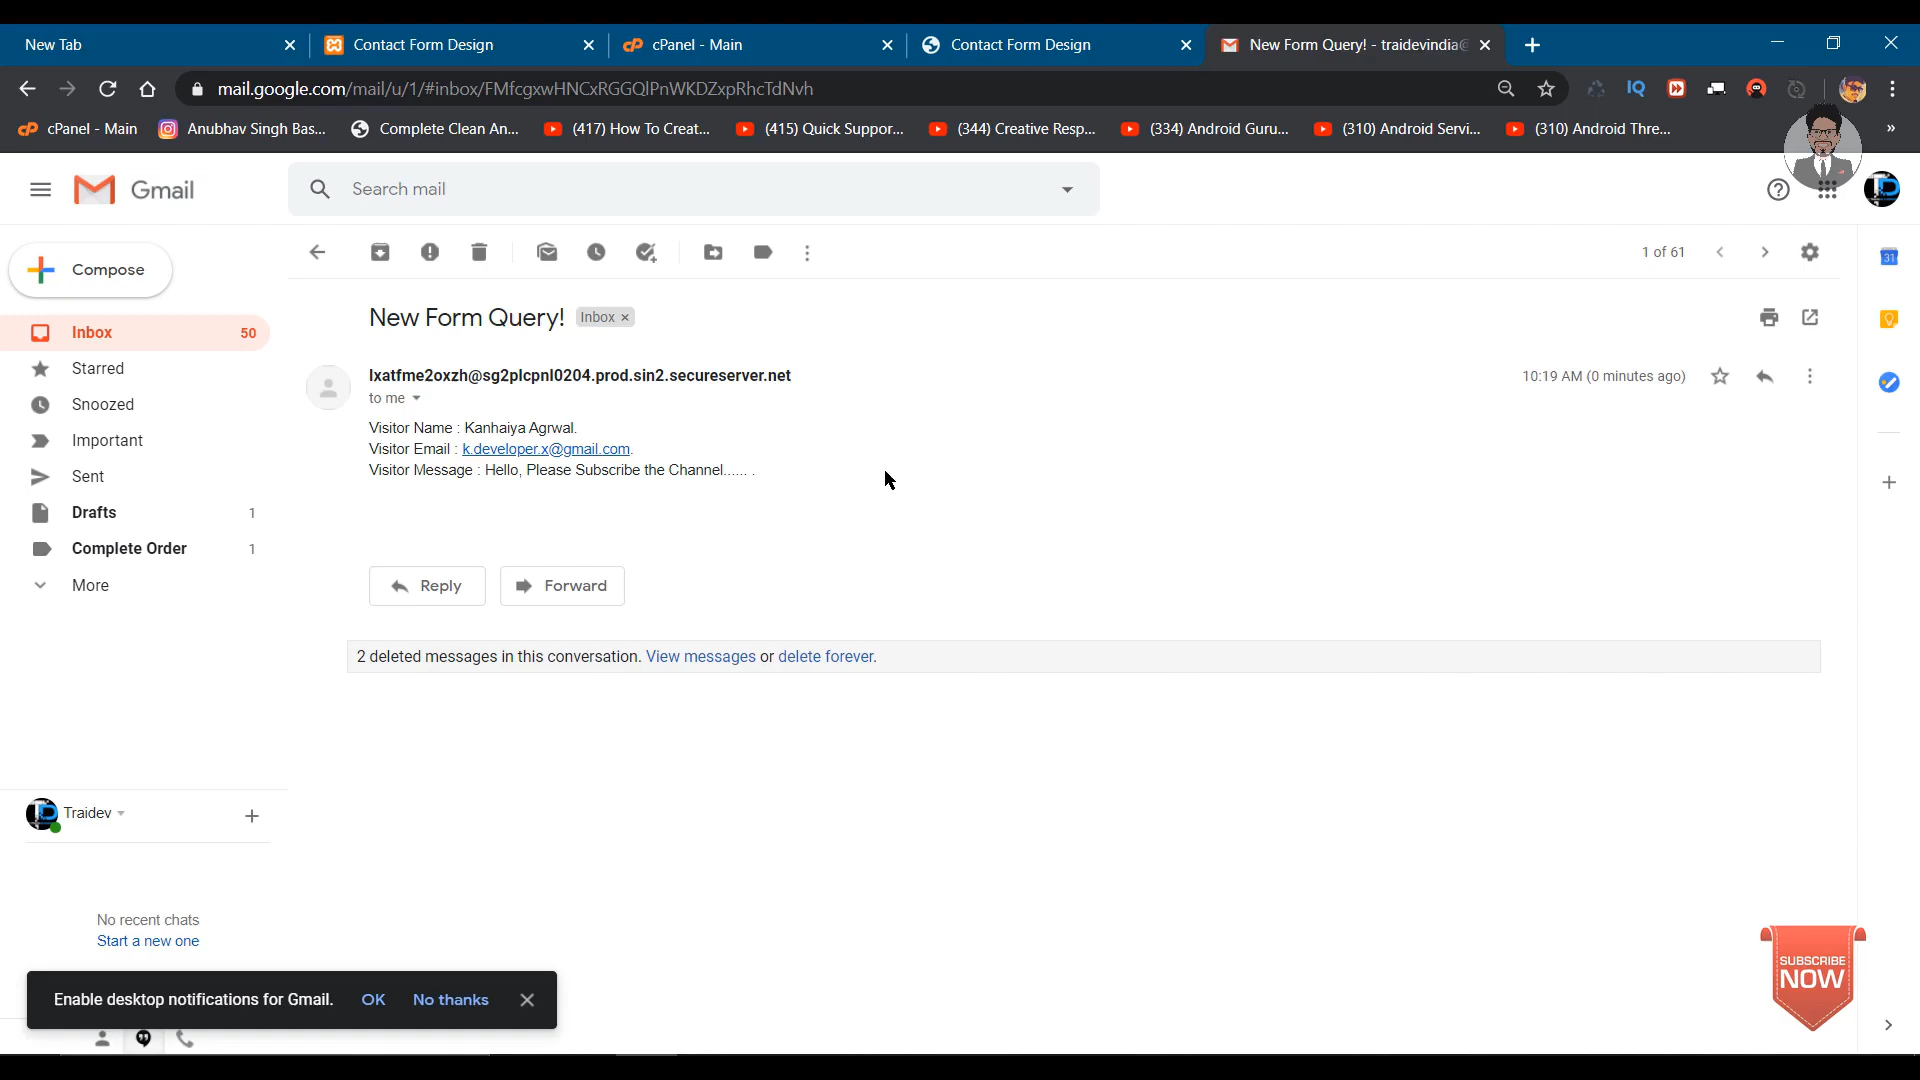 New Tab
Contact Form Design
cPanel - Main
Contact Form Design
New Form Query! - traidevindia@
mail.google.com/mail/u/1/#inbox/FMfcgxwHNCxRGGQlPnWKDZxpRhcTdNvh
cPanel - Main
Anubhav Singh Bas...
Complete Clean An...
(417) How To Creat...
(415) Quick Suppor...
(344) Creative Resp...
(334) Android Guru...
(310) Android Servi...
(310) Android Thre...
Gmail
Search mail
Compose
1 of 61
31
New Form Query!
Inbox
Inbox 50
Starred
Snoozed
Important
Sent
Drafts 1
Complete Order 1
More
lxatfme2oxzh@sg2plcpnl0204.prod.sin2.secureserver.net
10:19 AM (0 minutes ago)
to me
Visitor Name : Kanhaiya Agrwal.
Visitor Email : k.developer.x@gmail.com.
Visitor Message : Hello, Please Subscribe the Channel...... .
Reply
Forward
2 deleted messages in this conversation. View messages or delete forever.
Traidev
No recent chats
Start a new one
Enable desktop notifications for Gmail. OK No thanks
SUBSCRIBE
NOW